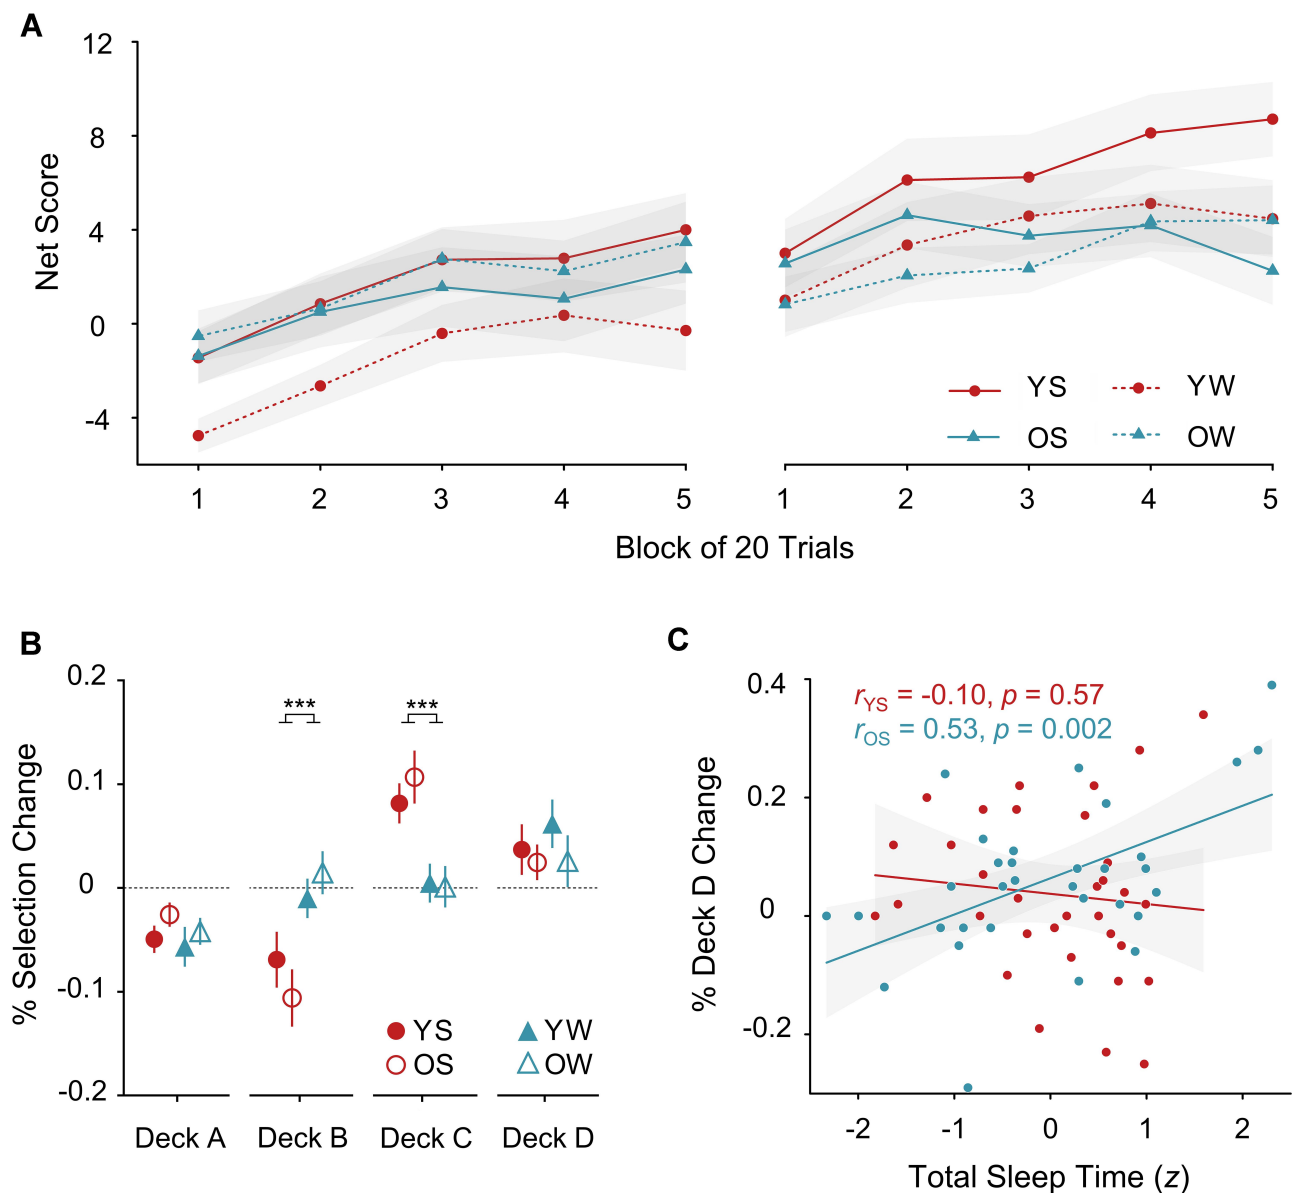 A
12
8
4
0
-4
Net Score
YS
YW
OS
OW
1 2 3 4 5
1 2 3 4 5
Block of 20 Trials
B
0.2
0.1
0
-0.1
-0.2
% Selection Change
***
***
YS
YW
OS
OW
Deck A
Deck B
Deck C
Deck D
C
0.4
0.2
0
-0.2
% Deck D Change
rYS = -0.10, p = 0.57
rOS = 0.53, p = 0.002
-2 -1 0 1 2
Total Sleep Time (z)